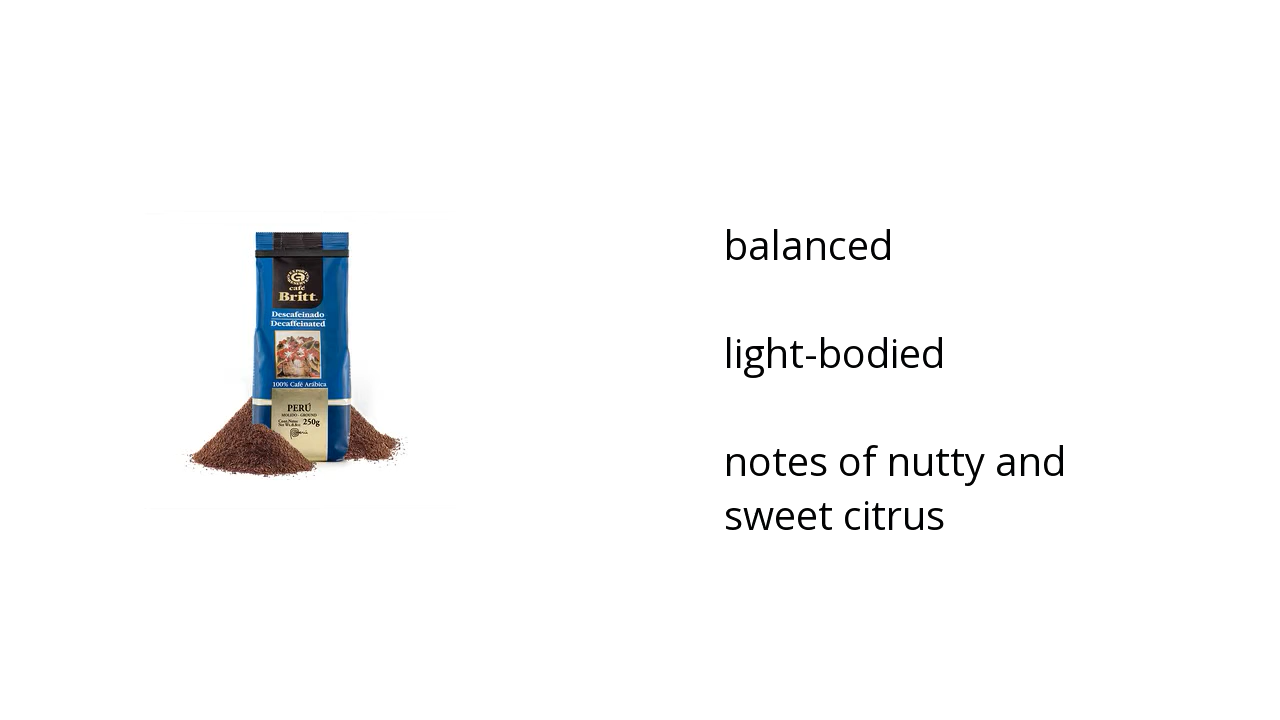 café
Britt.
Descafeinado
Decaffeinated
100% Café Arábica
PERÚ
MOLIDO - GROUND
250g
balanced
light-bodied
notes of nutty and
sweet citrus